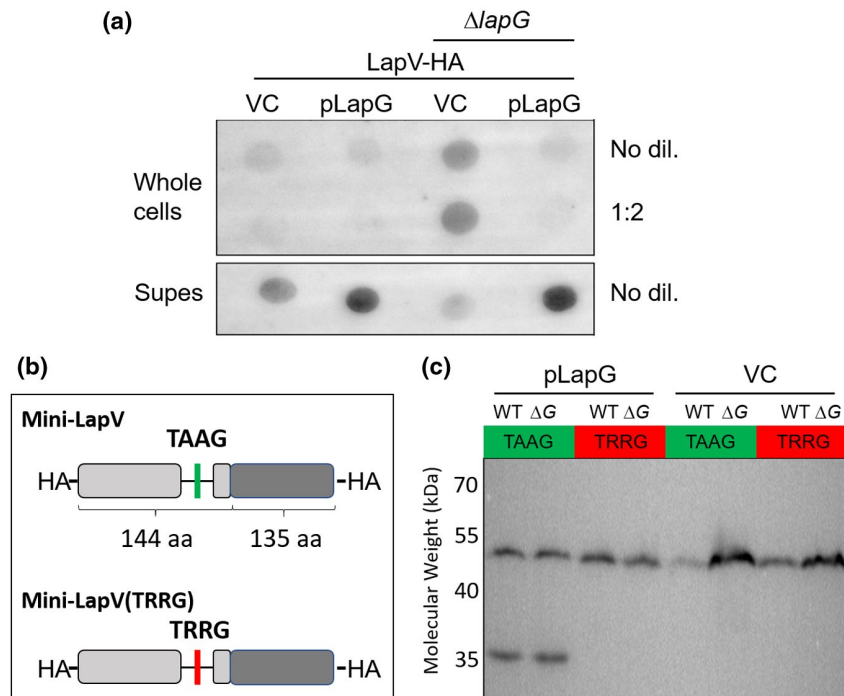 (a)
ΔlapG
LapV-HA
VC pLapG VC pLapG
Whole cells
No dil.
1:2
Supes
No dil.
(b)
Mini-LapV
TAAG
HA- -HA
144 aa 135 aa
Mini-LapV(TRRG)
TRRG
HA- -HA
(c)
pLapG VC
WT ΔG WT ΔG WT ΔG WT ΔG
TAAG TRRG TAAG TRRG
Molecular Weight (kDa)
70
55
40
35